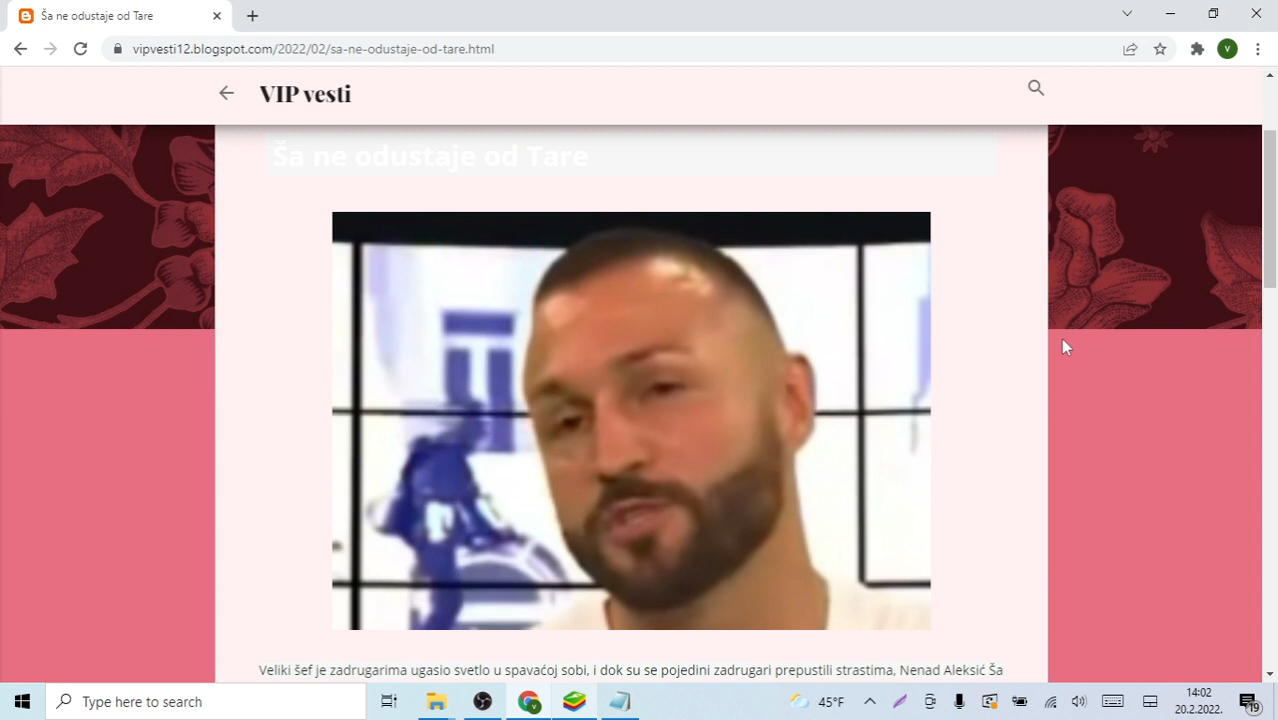 Ša ne odustaje od Tare
vipvesti12.blogspot.com/2022/02/sa-ne-odustaje-od-tare.html
V
VIP vesti
Ša ne odustaje od Tare
Veliki šef je zadrugarima ugasio svetlo u spavaćoj sobi, i dok su se pojedini zadrugari prepustili strastima, Nenad Aleksić Ša
Type here to search
45°F
14:02
20.2.2022.
19